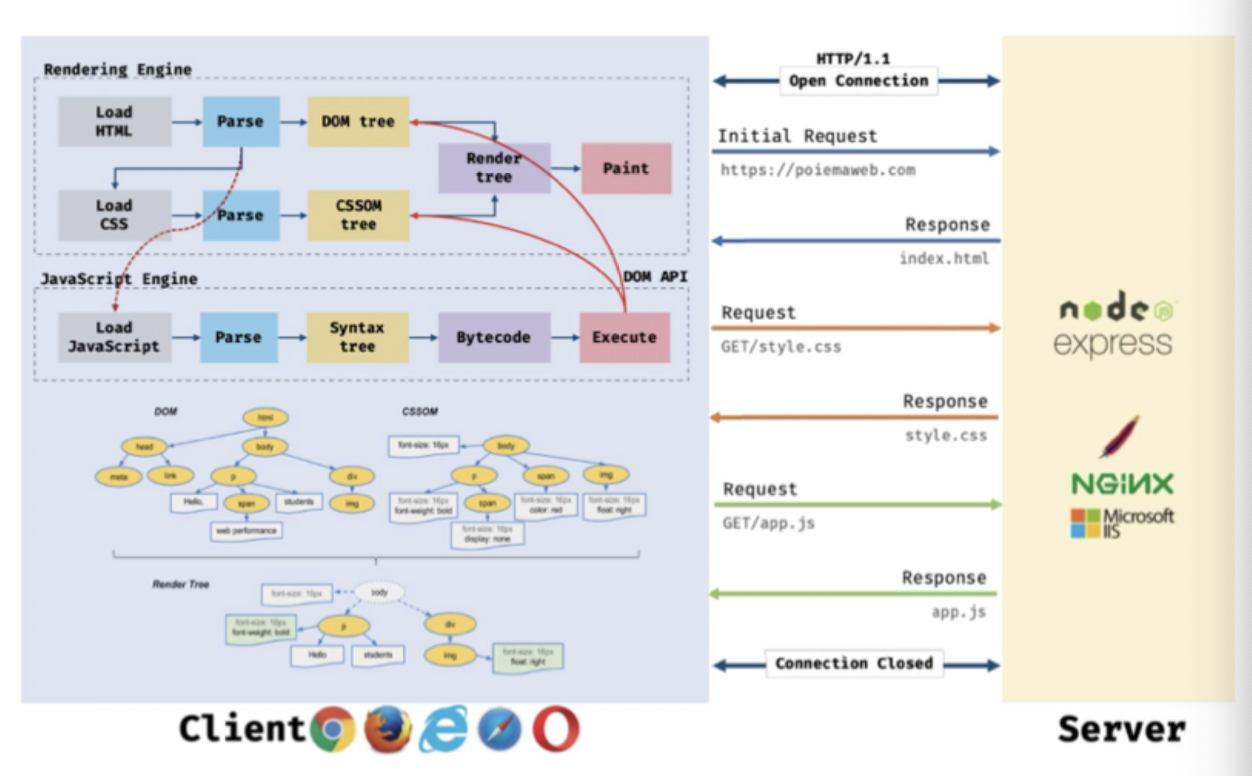 Rendering Engine
Load
HTML
Parse
DOM tree
Render
tree
Paint
Load
CSS
Parse
CSSOM
tree
JavaScript Engine
DOM API
Load
JavaScript
Parse
Syntax
tree
Bytecode
Execute
DOM
html
head
body
meta
link
p
div
Hello,
span
students
img
web performance
CSSOM
font-size: 16px
body
p
span
img
font-size: 16px
font-weight: bold
span
font-size: 16px
color: red
font-size: 16px
float: right
font-size: 16px
display: none
Render Tree
font-size: 16px
body
font-size: 16px
font-weight: bold
p
div
Hello
students
img
font-size: 16px
float: right
Client
HTTP/1.1
Open Connection
Initial Request
https://poiemaweb.com
Response
index.html
Request
GET/style.css
Response
style.css
Request
GET/app.js
Response
app.js
Connection Closed
node
JS
express
NGINX
Microsoft
IIS
Server